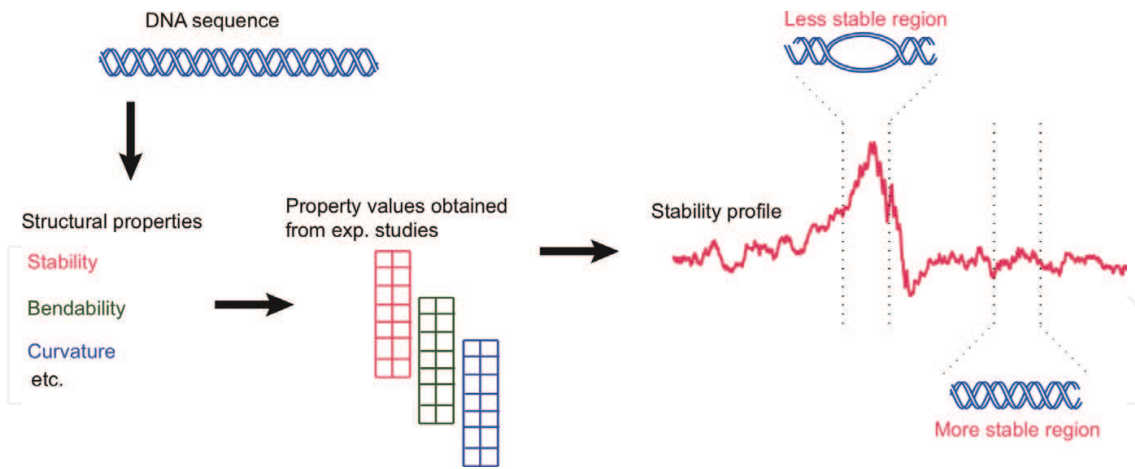 DNA sequence
Less stable region
Structural properties
Stability
Bendability
Curvature
etc.
Property values obtained
from exp. studies
Stability profile
More stable region